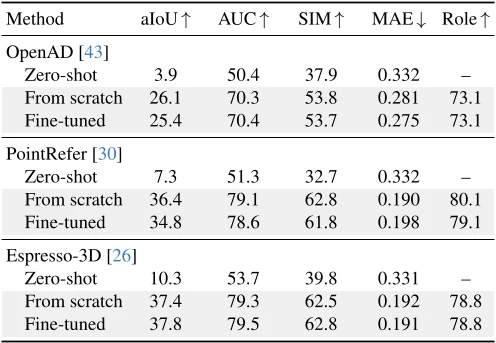 Method aIoU↑ AUC↑ SIM↑ MAE↓ Role↑
OpenAD [43]
Zero-shot 3.9 50.4 37.9 0.332 –
From scratch 26.1 70.3 53.8 0.281 73.1
Fine-tuned 25.4 70.4 53.7 0.275 73.1
PointRefer [30]
Zero-shot 7.3 51.3 32.7 0.332 –
From scratch 36.4 79.1 62.8 0.190 80.1
Fine-tuned 34.8 78.6 61.8 0.198 79.1
Espresso-3D [26]
Zero-shot 10.3 53.7 39.8 0.331 –
From scratch 37.4 79.3 62.5 0.192 78.8
Fine-tuned 37.8 79.5 62.8 0.191 78.8